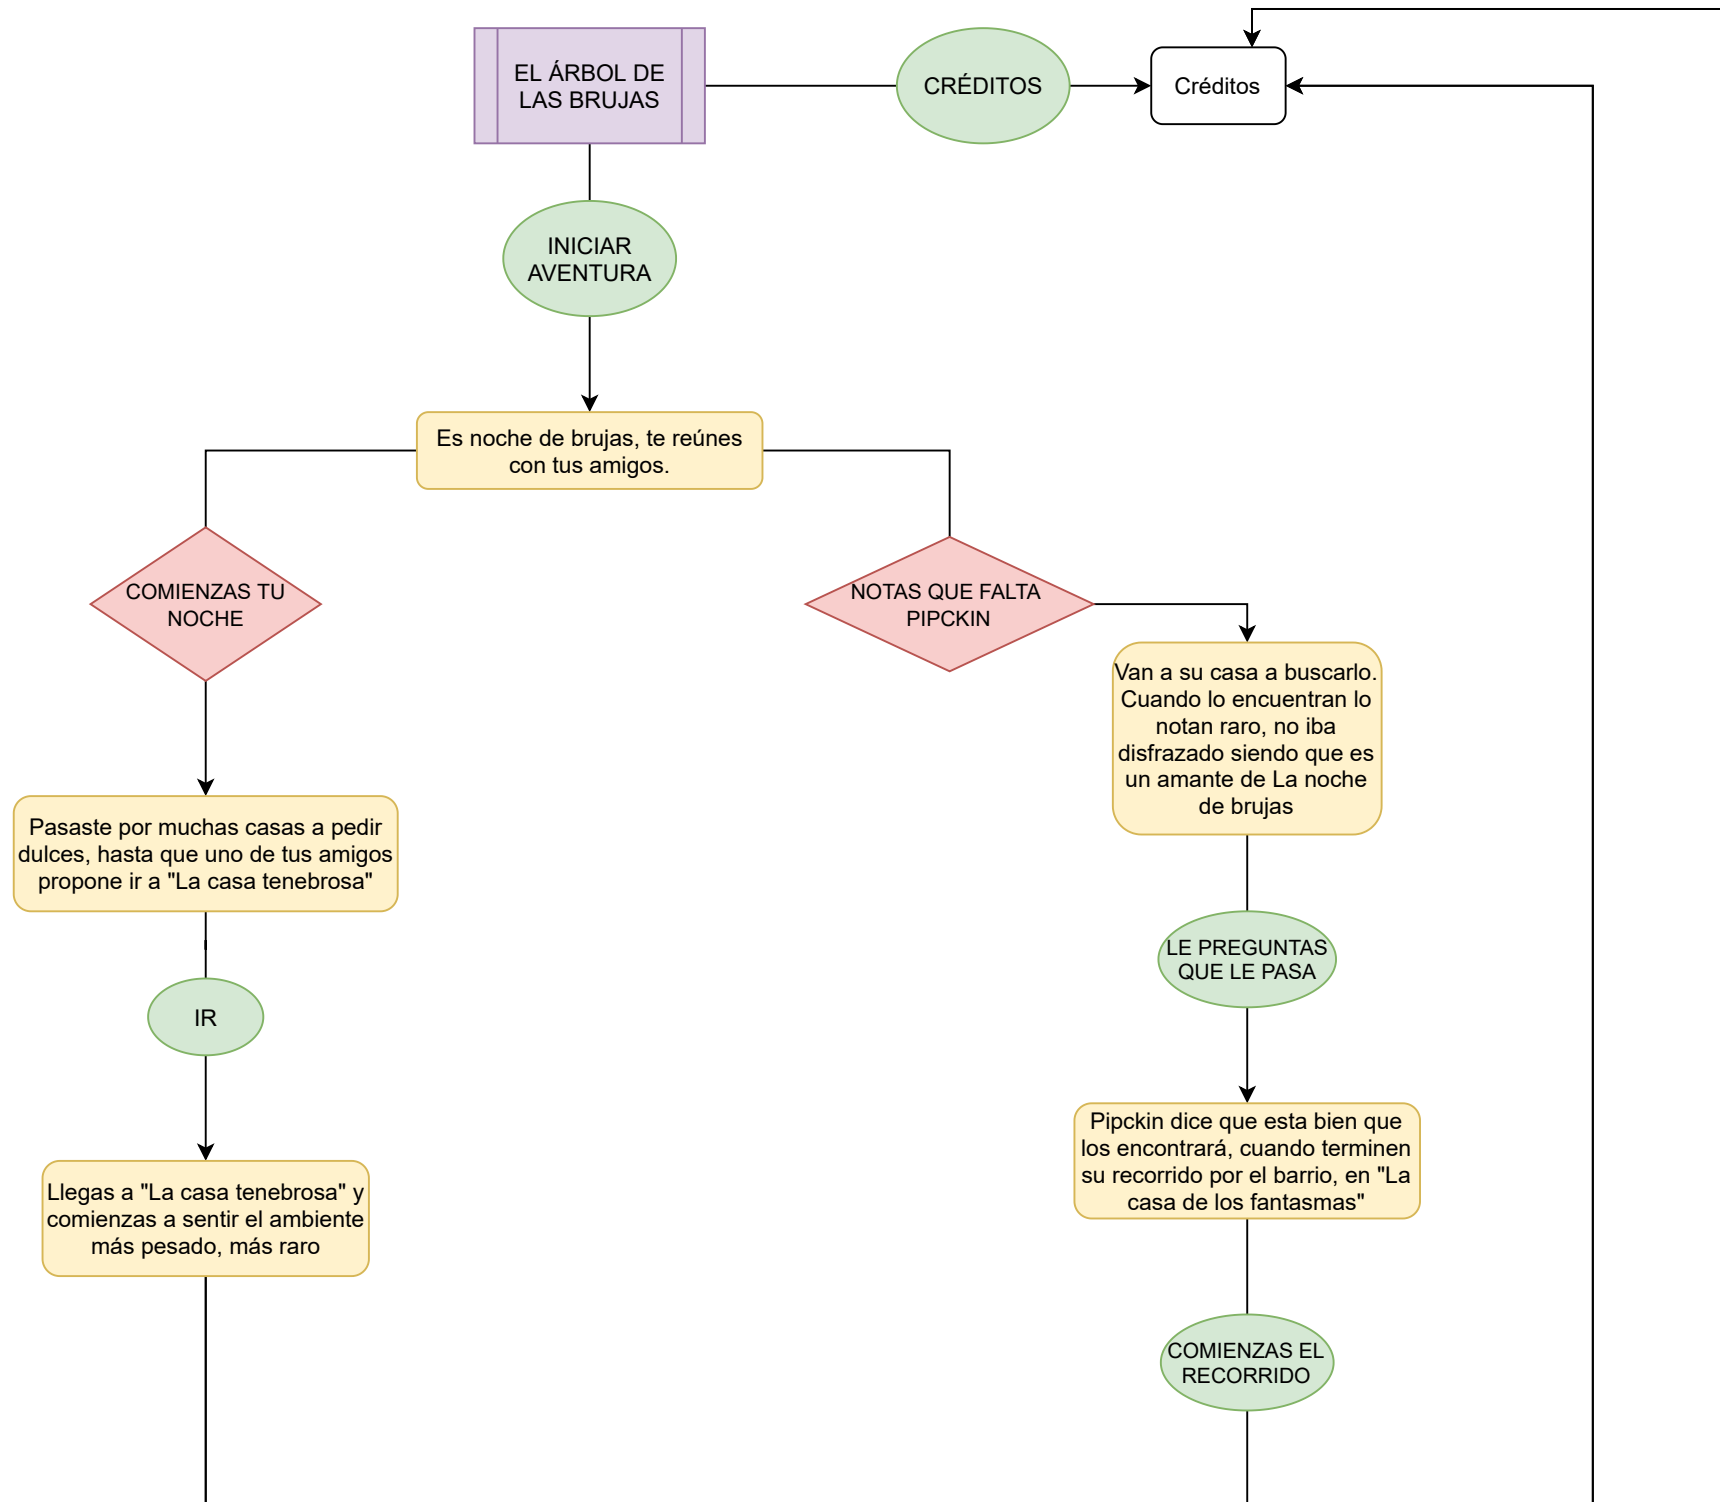 EL ÁRBOL DE
LAS BRUJAS
CRÉDITOS
Créditos
INICIAR
AVENTURA
Es noche de brujas, te reúnes
con tus amigos.
COMIENZAS TU
NOCHE
NOTAS QUE FALTA
PIPCKIN
Van a su casa a buscarlo.
Cuando lo encuentran lo
notan raro, no iba
disfrazado siendo que es
un amante de La noche
de brujas
Pasaste por muchas casas a pedir
dulces, hasta que uno de tus amigos
propone ir a "La casa tenebrosa"
LE PREGUNTAS
QUE LE PASA
IR
Pipckin dice que esta bien que
los encontrará, cuando terminen
su recorrido por el barrio, en "La
casa de los fantasmas"
Llegas a "La casa tenebrosa" y
comienzas a sentir el ambiente
más pesado, más raro
COMIENZAS EL
RECORRIDO